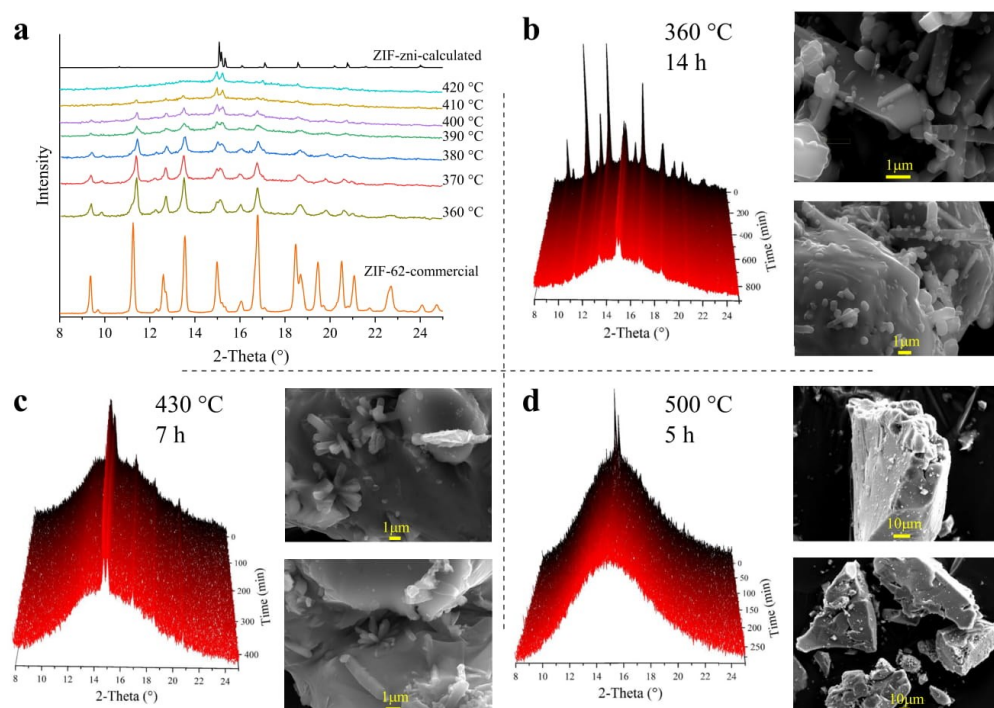 a
ZIF-zni-calculated
420 °C
410 °C
400 °C
390 °C
380 °C
370 °C
360 °C
ZIF-62-commercial
Intensity
8 10 12 14 16 18 20 22 24
2-Theta (°)
b
360 °C
14 h
0
200
400
600
800
Time (min)
8 10 12 14 16 18 20 22 24
2-Theta (°)
1μm
1μm
c
430 °C
7 h
0
100
200
300
400
Time (min)
8 10 12 14 16 18 20 22 24
2-Theta (°)
1μm
1μm
d
500 °C
5 h
0
50
100
150
200
250
Time (min)
8 10 12 14 16 18 20 22 24
2-Theta (°)
10μm
10μm